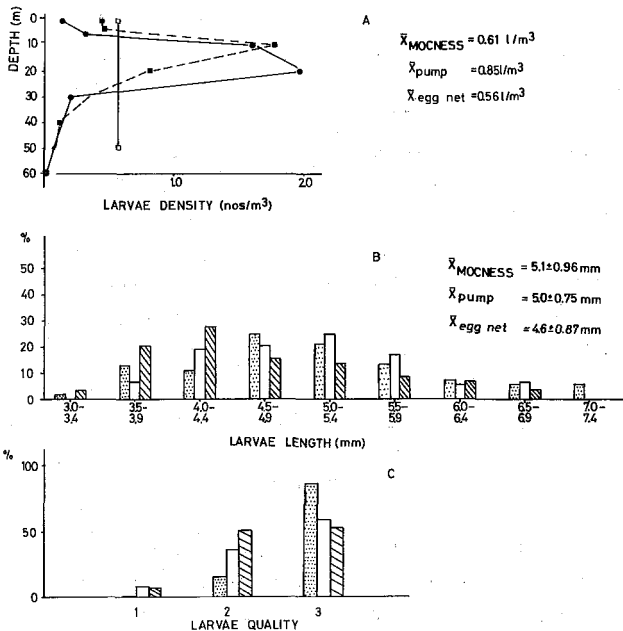 A
DEPTH (m)
0
10
20
30
40
50
60
1.0
2.0
LARVAE DENSITY (nos/m³)
X̄MOCNESS = 0.61 l/m³
X̄pump = 0.85l/m³
X̄.egg net = 0.56l/m³
B
%
50
40
30
20
10
0
3.0– 3.5– 4.0– 4.5– 5.0– 5.5– 6.0– 6.5– 7.0–
3.4 3.9 4.4 4.9 5.4 5.9 6.4 6.9 7.4
LARVAE LENGTH (mm)
X̄MOCNESS = 5.1±0.96 mm
X̄pump = 5.0±0.75 mm
X̄egg net = 4.6±0.87mm
C
%
100
50
0
1 2 3
LARVAE QUALITY